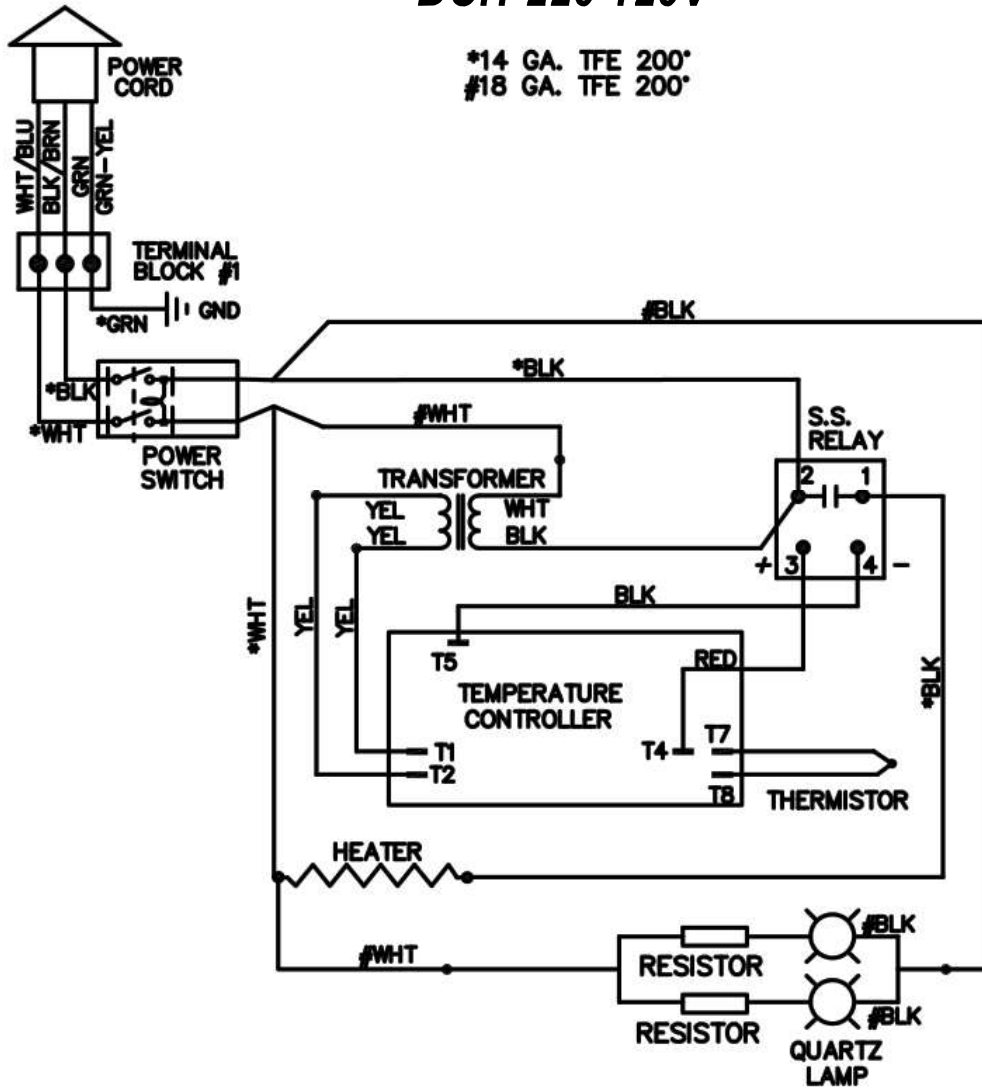 *14 GA. TFE 200°
#18 GA. TFE 200°
POWER
CORD
WHT/BLU
BLK/BRN
GRN
GRN-YEL
TERMINAL
BLOCK #1
*GRN
GND
#BLK
*BLK
*BLK
*WHT
#WHT
POWER
SWITCH
S.S.
RELAY
2
1
TRANSFORMER
YEL
WHT
YEL
BLK
+
3
4
-
*WHT
YEL
YEL
BLK
T5
RED
*BLK
TEMPERATURE
CONTROLLER
T1
T2
T4
T7
T8
THERMISTOR
HEATER
#WHT
#BLK
RESISTOR
RESISTOR
#BLK
QUARTZ
LAMP